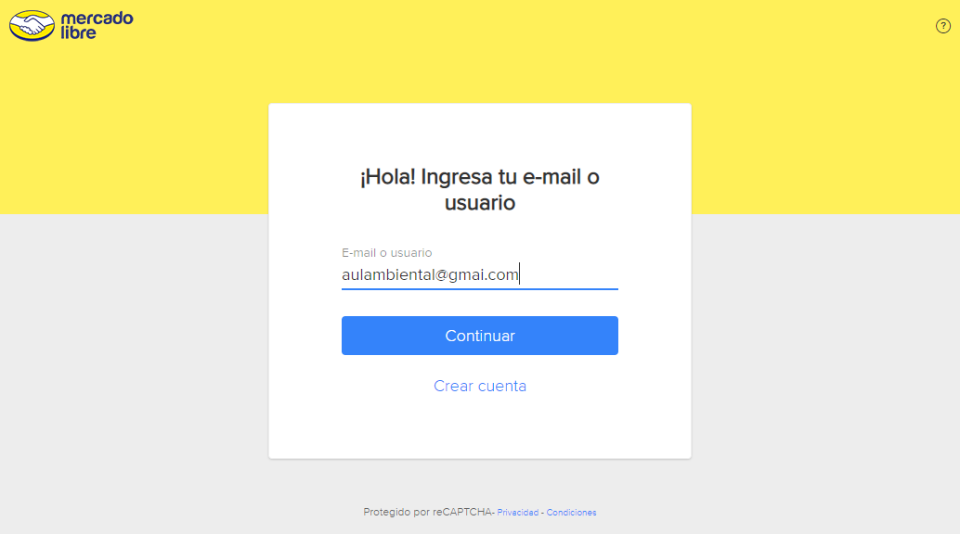 mercado
libre
?
¡Hola! Ingresa tu e-mail o
usuario
E-mail o usuario
aulambiental@gmai.com
Continuar
Crear cuenta
Protegido por reCAPTCHA- Privacidad - Condiciones